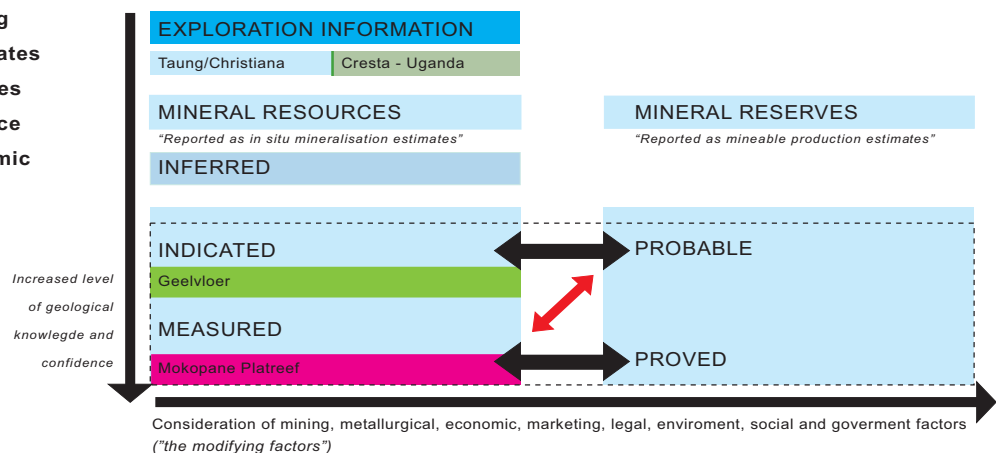 EXPLORATION INFORMATION
Taung/Christiana
Cresta - Uganda
MINERAL RESOURCES
“Reported as in situ mineralisation estimates”
INFERRED
MINERAL RESERVES
“Reported as mineable production estimates”
INDICATED
PROBABLE
Geelvloer
MEASURED
PROVED
Mokopane Platreef
Increased level
of geological
knowlegde and
confidence
Consideration of mining, metallurgical, economic, marketing, legal, enviroment, social and goverment factors
(”the modifying factors”)